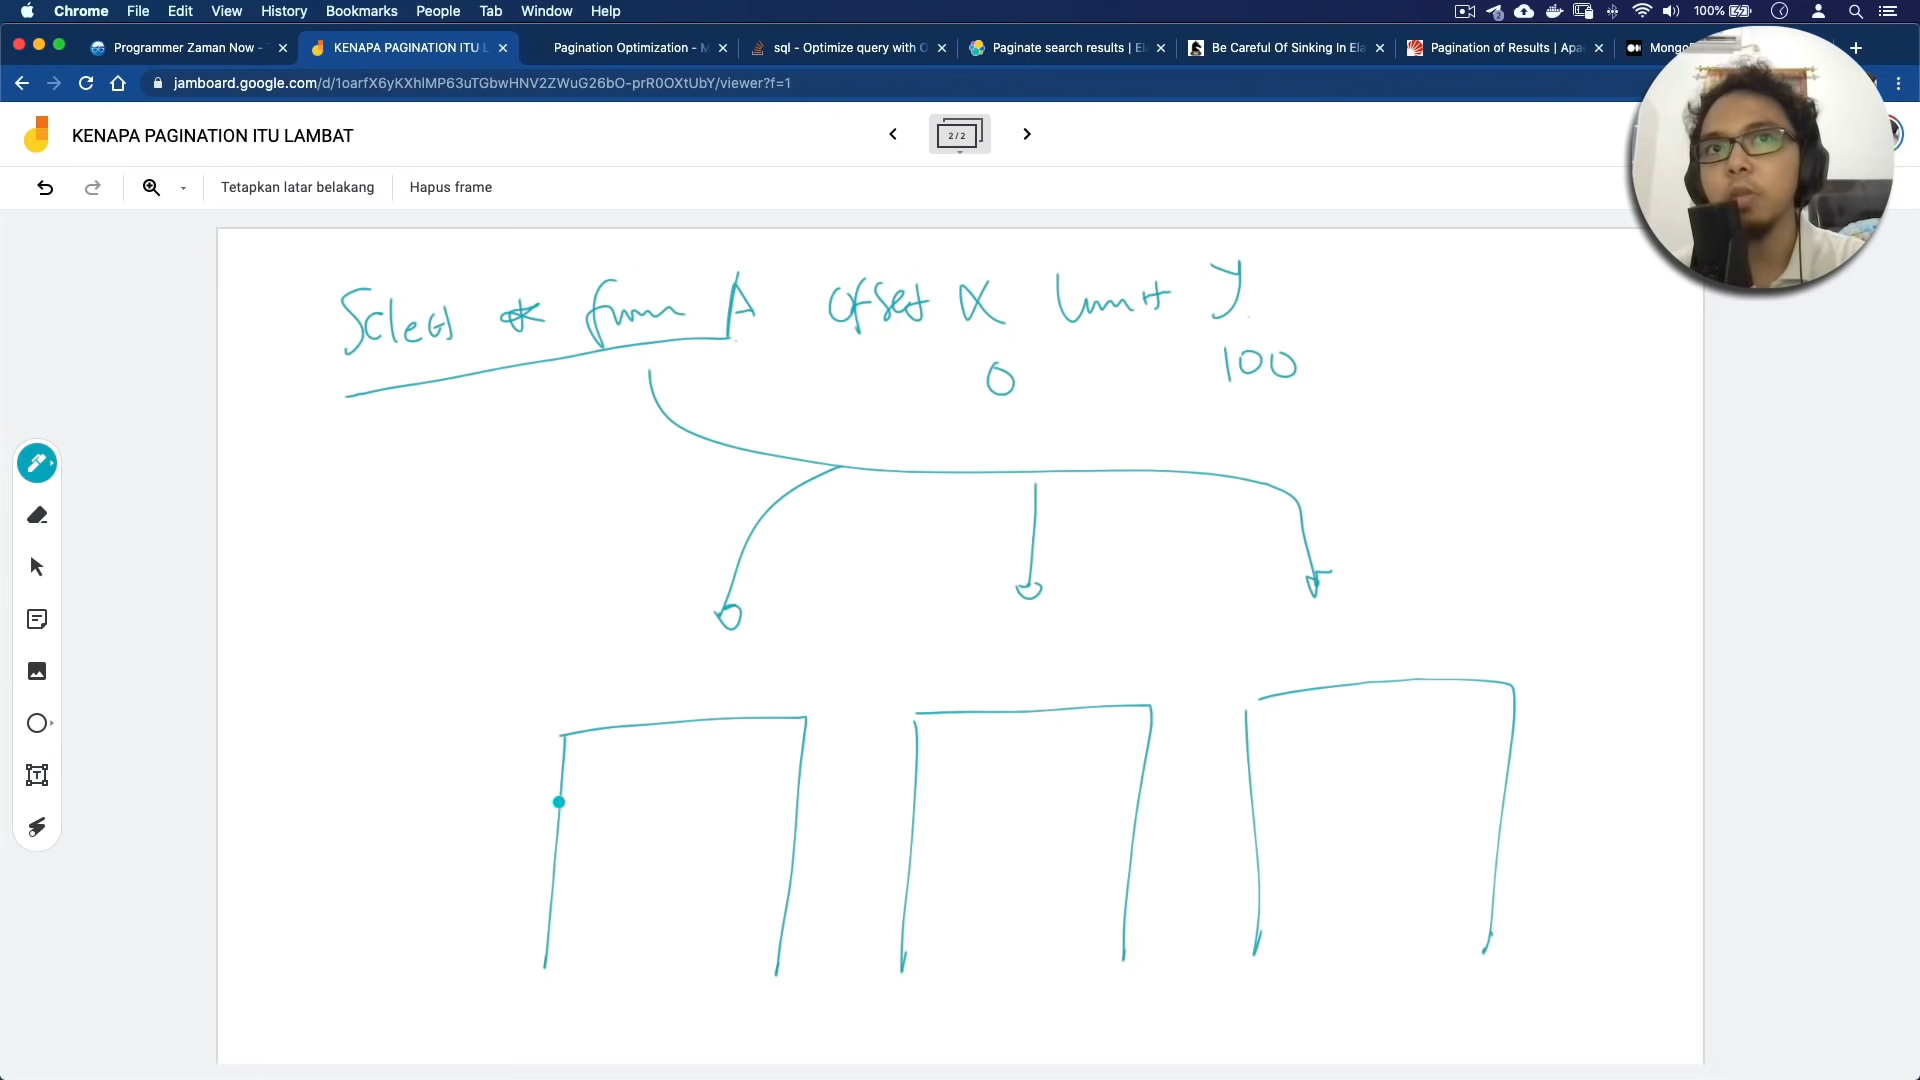 Chrome File Edit View History Bookmarks People Tab Window Help 100%
Programmer Zaman Now - KENAPA PAGINATION ITU L Pagination Optimization - M sql - Optimize query with O Paginate search results | El Be Careful Of Sinking In Ela Pagination of Results | Apa
jamboard.google.com/d/1oarfX6yKXhlMP63uTGbwHNV2ZWuG26bO-prR0OXtUbY/viewer?f=1
KENAPA PAGINATION ITU LAMBAT 2/2
Tetapkan latar belakang Hapus frame
Select * from A ofset X limit Y
0 100